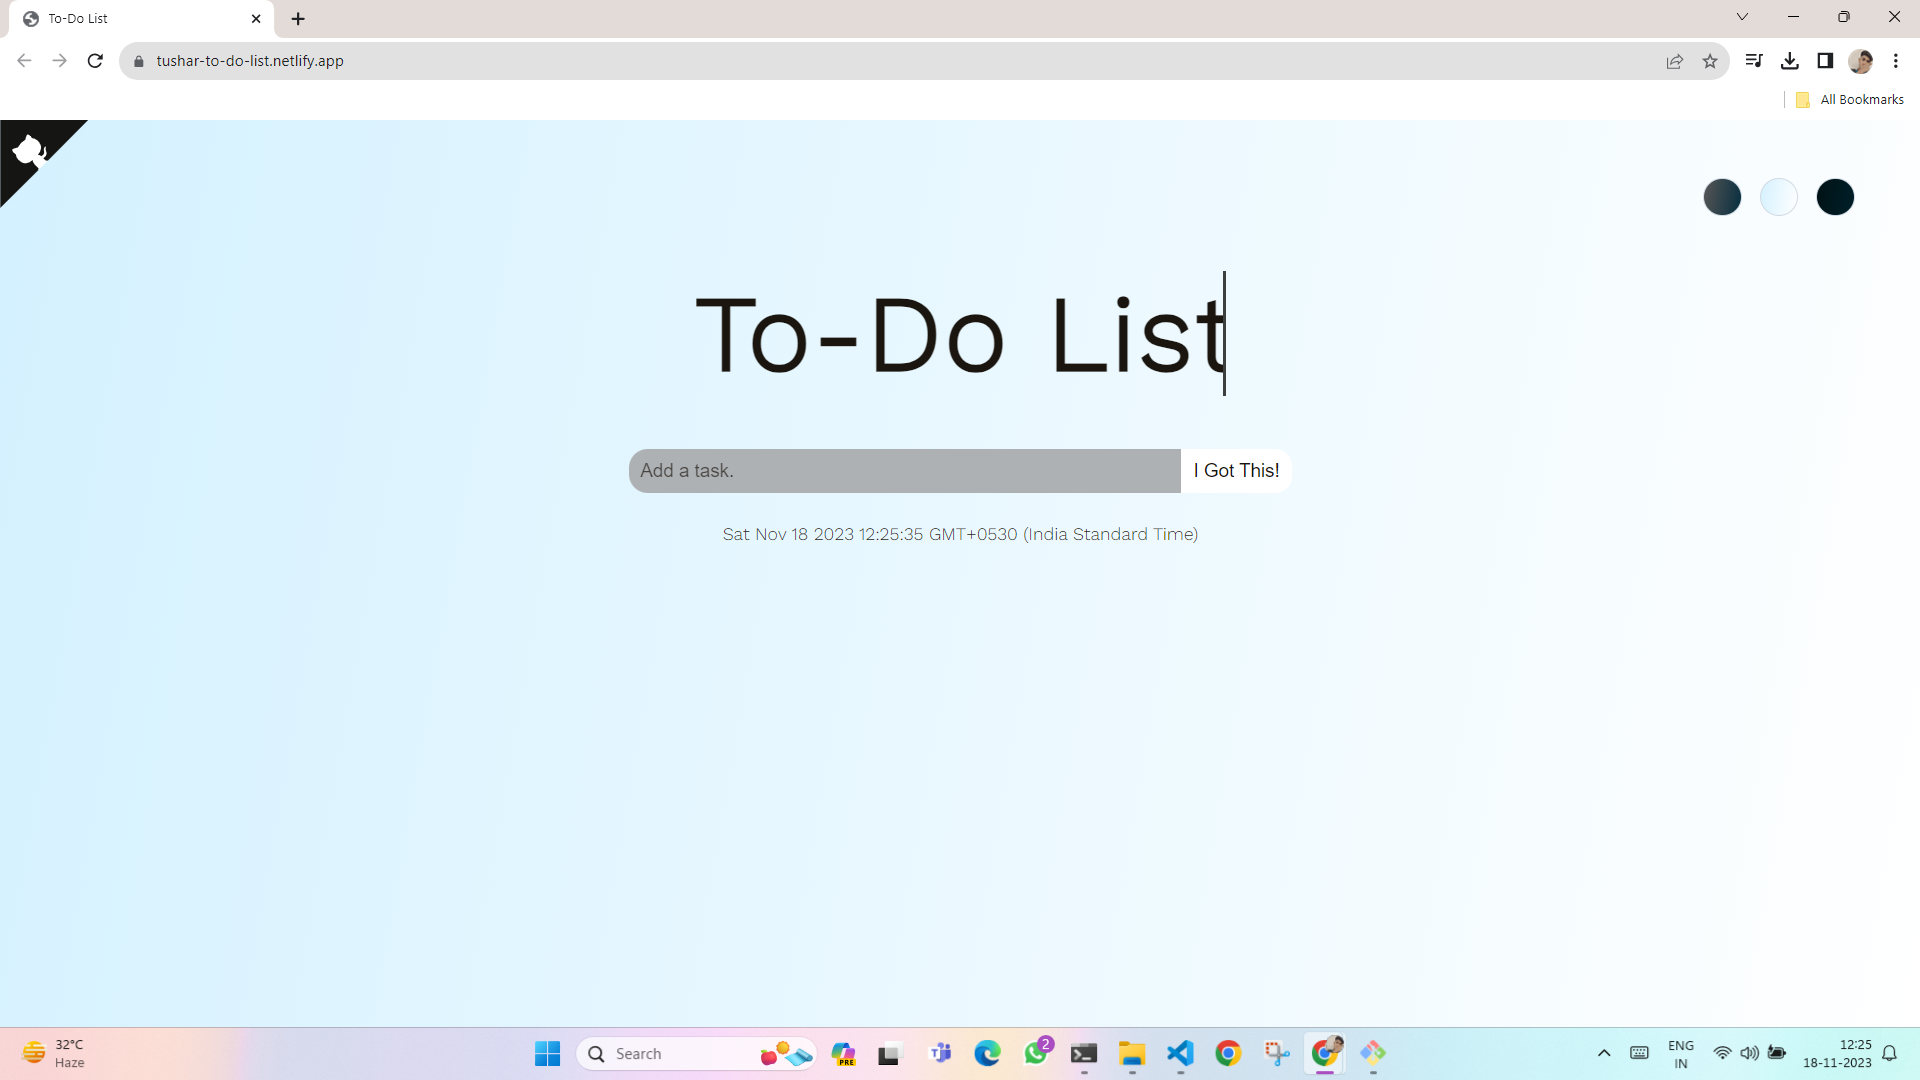 To-Do List
tushar-to-do-list.netlify.app
All Bookmarks
To-Do List
Add a task.
I Got This!
Sat Nov 18 2023 12:25:35 GMT+0530 (India Standard Time)
32°C
Haze
Search
PRE
2
ENG
IN
12:25
18-11-2023